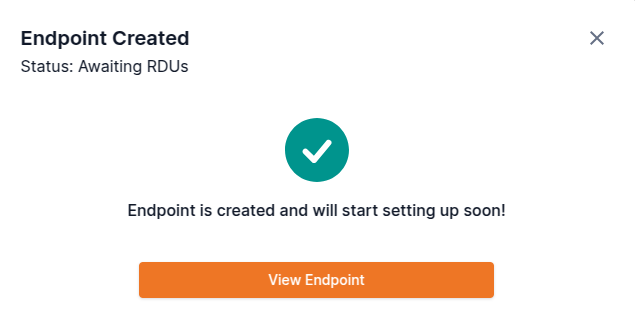 Endpoint Created
Status: Awaiting RDUs
Endpoint is created and will start setting up soon!
View Endpoint